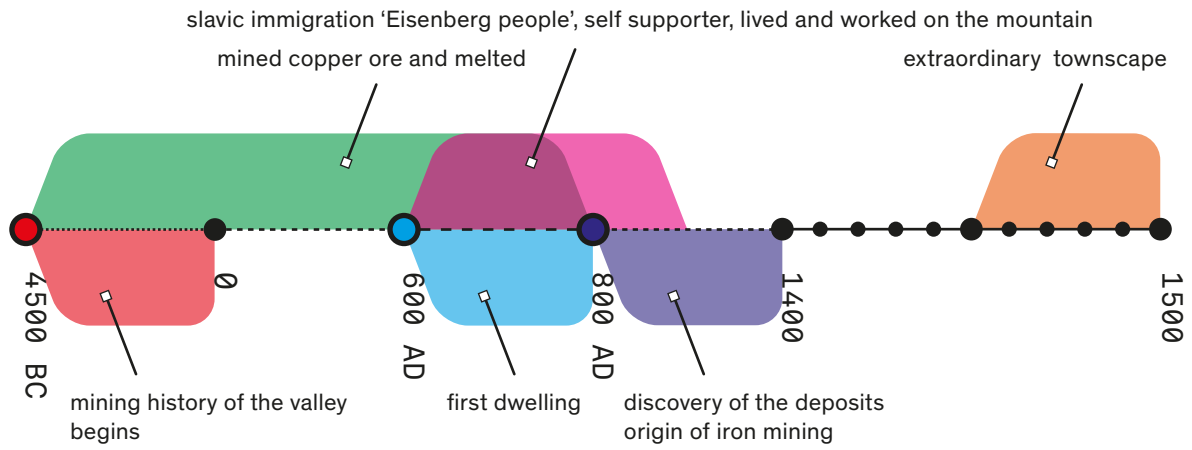 slavic immigration ‘Eisenberg people’, self supporter, lived and worked on the mountain
mined copper ore and melted
extraordinary townscape
4500 BC
0
600 AD
800 AD
1400
1500
mining history of the valley
begins
first dwelling
discovery of the deposits
origin of iron mining